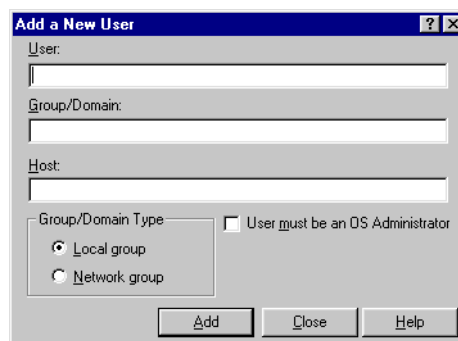 Add a New User
User:
Group/Domain:
Host:
Group/Domain Type
User must be an OS Administrator
Local group
Network group
Add Close Help